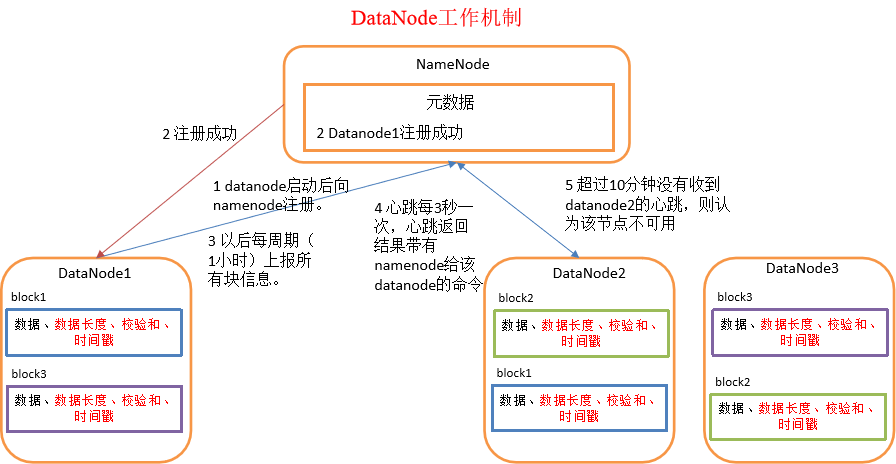 DataNode工作机制
NameNode
元数据
2 Datanode1注册成功
2 注册成功
1 datanode启动后向
namenode注册。
3 以后每周期（
1小时）上报所
有块信息。
4 心跳每3秒一
次，心跳返回
结果带有
namenode给该
datanode的命令
5 超过10分钟没有收到
datanode2的心跳，则认
为该节点不可用
DataNode1
block1
数据、数据长度、校验和、
时间戳
block3
数据、数据长度、校验和、
时间戳
DataNode2
block2
数据、数据长度、校验和、
时间戳
block1
数据、数据长度、校验和、
时间戳
DataNode3
block3
数据、数据长度、校验和、
时间戳
block2
数据、数据长度、校验和、
时间戳